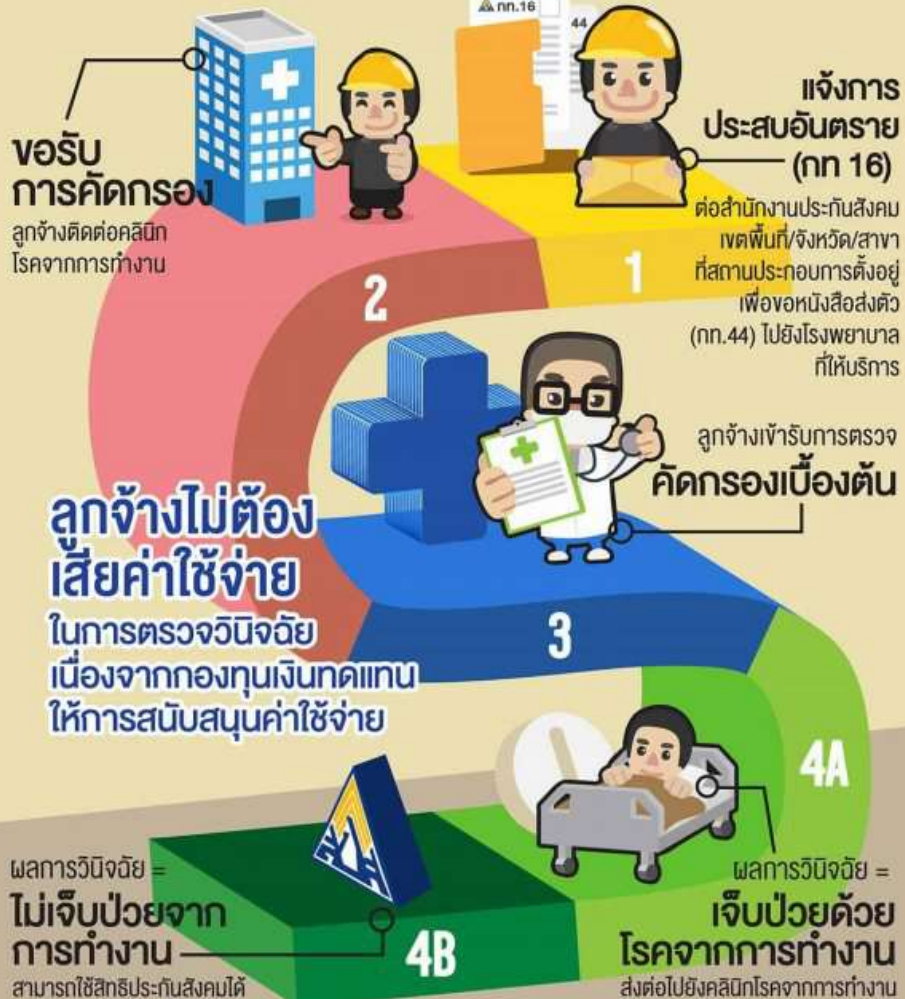 กท.16
44
แจ้งการ
ประสบอันตราย
(กท 16)
ต่อสำนักงานประกันสังคม
เขตพื้นที่/จังหวัด/สาขา
ที่สถานประกอบการตั้งอยู่
เพื่อขอหนังสือส่งตัว
(กท.44) ไปยังโรงพยาบาล
ที่ให้บริการ
1
ขอรับ
การคัดกรอง
ลูกจ้างติดต่อคลินิก
โรคจากการทำงาน
2
ลูกจ้างเข้ารับการตรวจ
คัดกรองเบื้องต้น
3
ลูกจ้างไม่ต้อง
เสียค่าใช้จ่าย
ในการตรวจวินิจฉัย
เนื่องจากกองทุนเงินทดแทน
ให้การสนับสนุนค่าใช้จ่าย
4A
ผลการวินิจฉัย =
เจ็บป่วยด้วย
โรคจากการทำงาน
ส่งต่อไปยังคลินิกโรคจากการทำงาน
ผลการวินิจฉัย =
ไม่เจ็บป่วยจาก
การทำงาน
สามารถใช้สิทธิประกันสังคมได้
4B